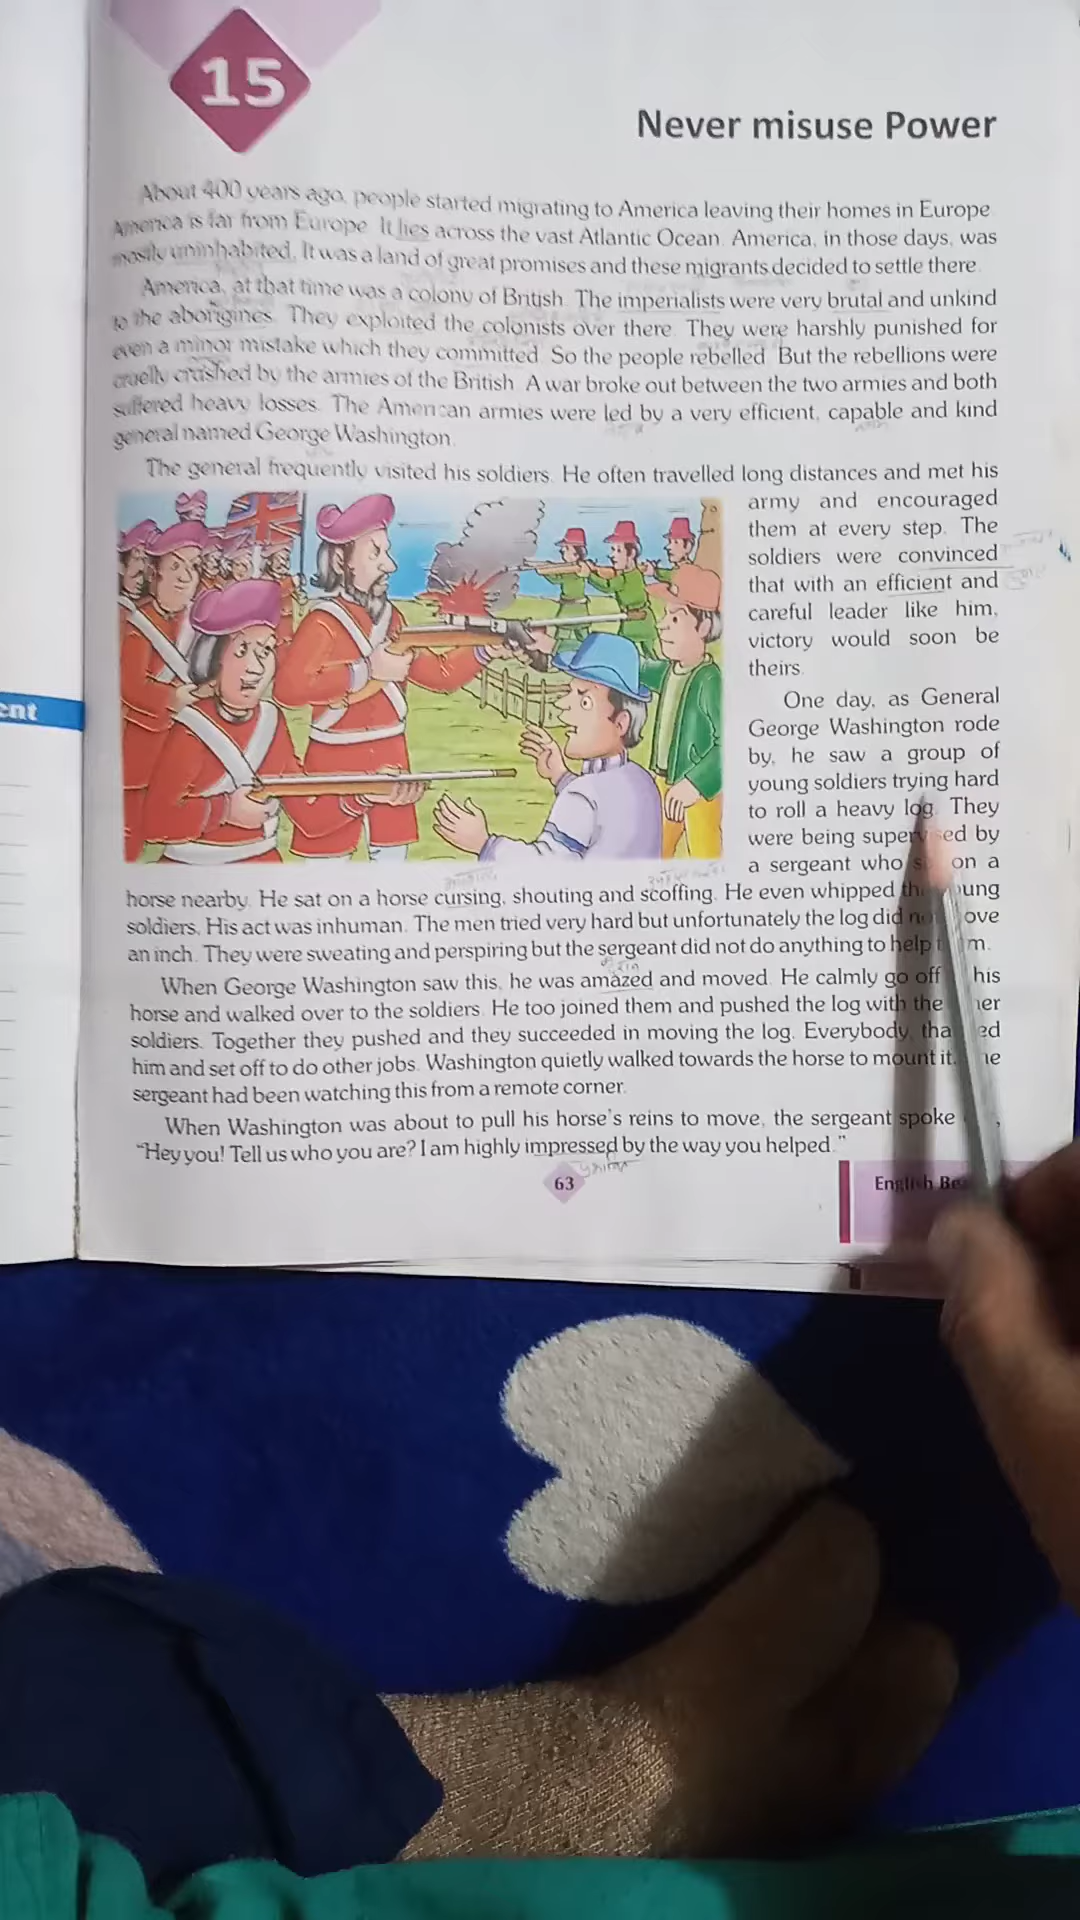 15
Never misuse Power
About 400 years ago, people started migrating to America leaving their homes in Europe.
America is far from Europe. It lies across the vast Atlantic Ocean. America, in those days, was
mostly uninhabited. It was a land of great promises and these migrants decided to settle there.
America, at that time was a colony of British. The imperialists were very brutal and unkind
to the aborigines. They exploited the colonists over there. They were harshly punished for
even a minor mistake which they committed. So the people rebelled. But the rebellions were
cruelly crushed by the armies of the British. A war broke out between the two armies and both
suffered heavy losses. The American armies were led by a very efficient, capable and kind
general named George Washington.
The general frequently visited his soldiers. He often travelled long distances and met his
army and encouraged
them at every step. The
soldiers were convinced
that with an efficient and
careful leader like him,
victory would soon be
theirs.
One day, as General
George Washington rode
by, he saw a group of
young soldiers trying hard
to roll a heavy log. They
were being supervised by
a sergeant who on a
horse nearby. He sat on a horse cursing, shouting and scoffing. He even whipped
soldiers. His act was inhuman. The men tried very hard but unfortunately the log did
an inch. They were sweating and perspiring but the sergeant did not do anything to help
When George Washington saw this, he was amazed and moved. He calmly go off his
horse and walked over to the soldiers. He too joined them and pushed the log with the
soldiers. Together they pushed and they succeeded in moving the log. Everybody,
him and set off to do other jobs. Washington quietly walked towards the horse to mount it.
sergeant had been watching this from a remote corner.
When Washington was about to pull his horse's reins to move, the sergeant spoke
"Hey you! Tell us who you are? I am highly impressed by the way you helped."
63
English